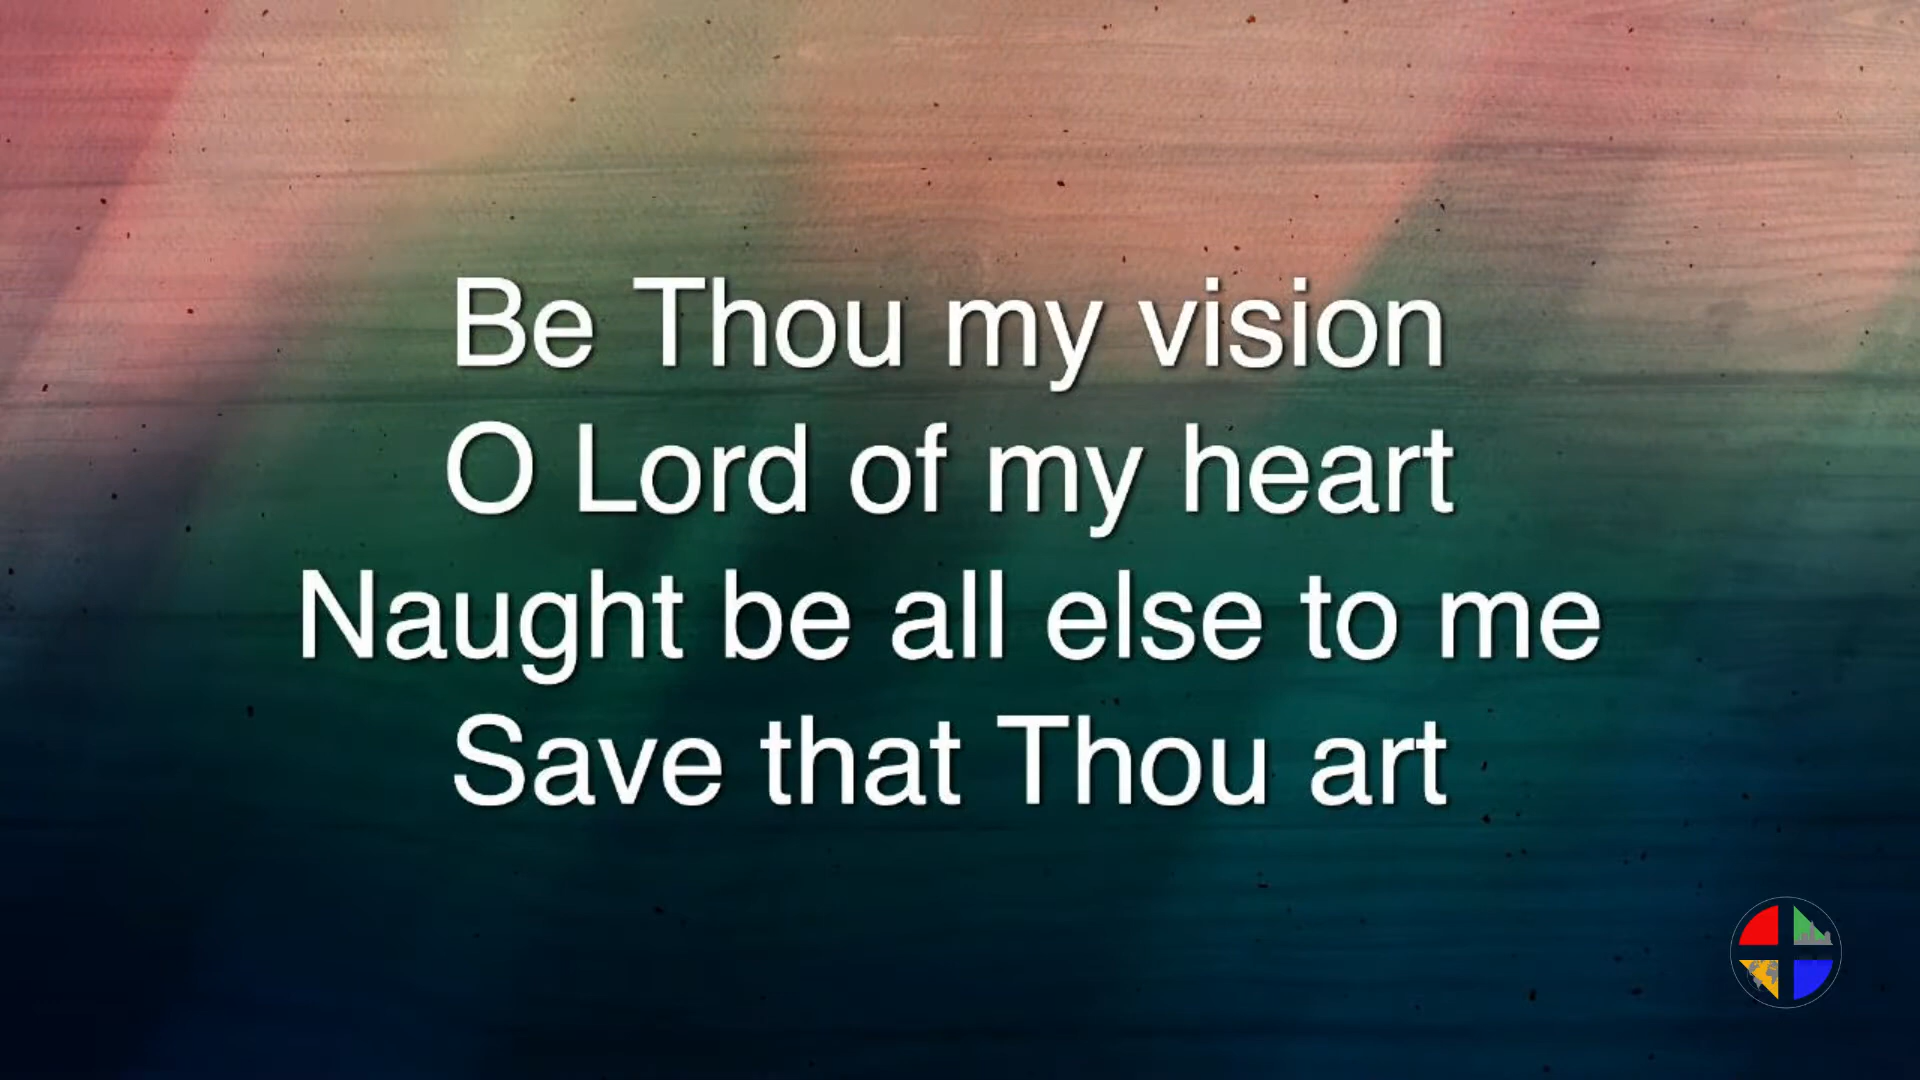 Be Thou my vision
O Lord of my heart
Naught be all else to me
Save that Thou art